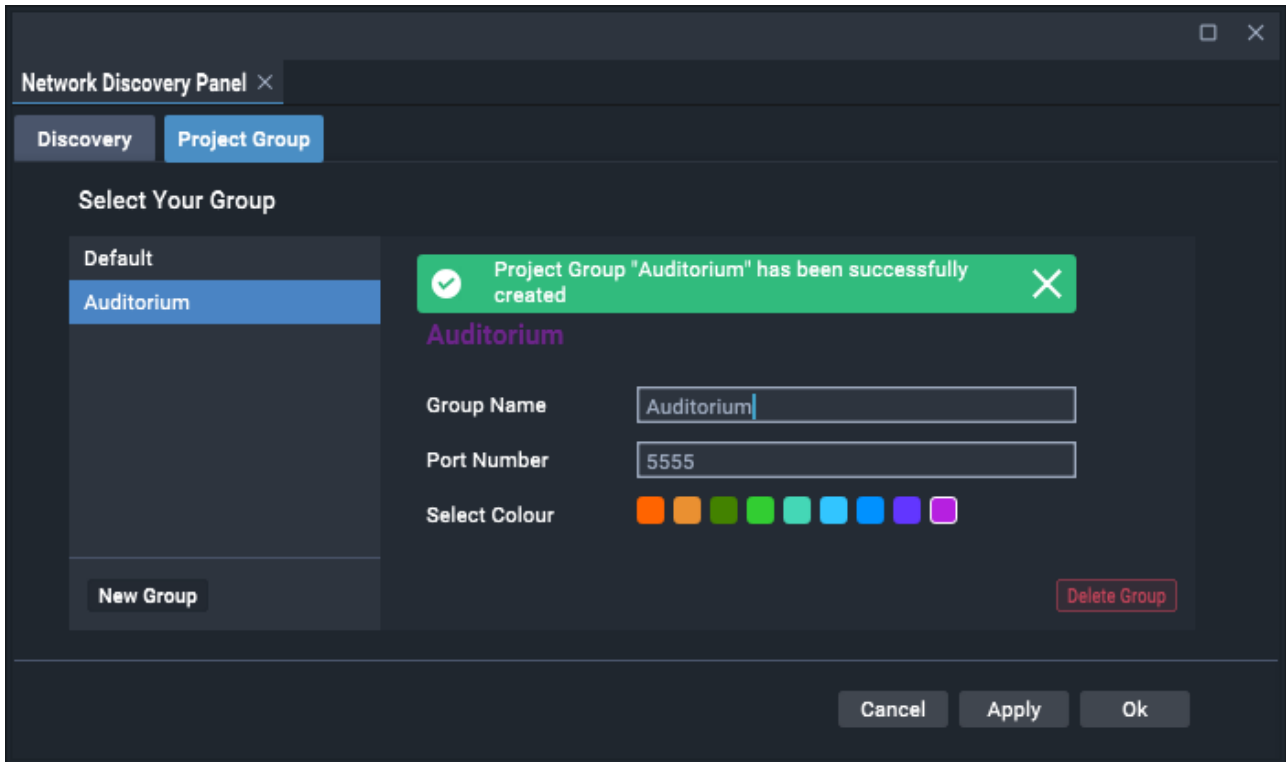 Network Discovery Panel
Discovery
Project Group
Select Your Group
Default
Auditorium
New Group
Project Group "Auditorium" has been successfully
created
Auditorium
Group Name
Auditorium
Port Number
5555
Select Colour
Delete Group
Cancel
Apply
Ok